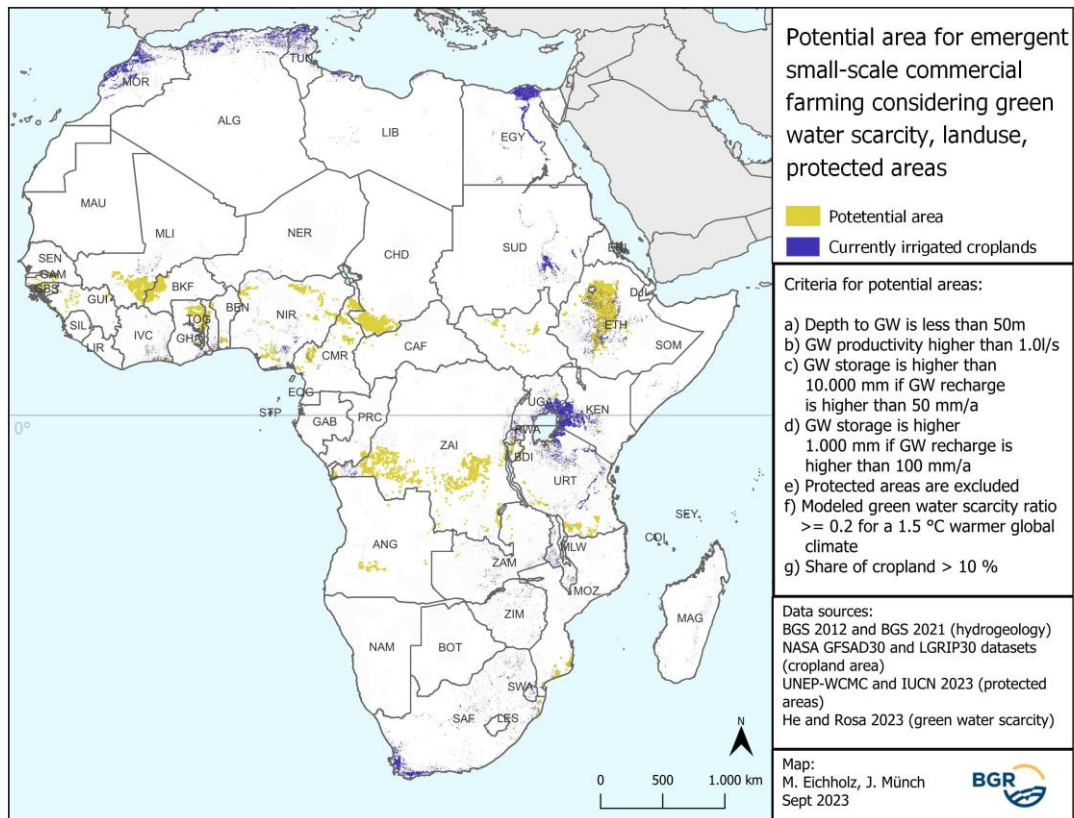 Potential area for emergent
small-scale commercial
farming considering green
water scarcity, landuse,
protected areas
Potetential area
Currently irrigated croplands
Criteria for potential areas:
a) Depth to GW is less than 50m
b) GW productivity higher than 1.0l/s
c) GW storage is higher than
10.000 mm if GW recharge
is higher than 50 mm/a
d) GW storage is higher
1.000 mm if GW recharge is
higher than 100 mm/a
e) Protected areas are excluded
f) Modeled green water scarcity ratio
>= 0.2 for a 1.5 °C warmer global
climate
g) Share of cropland > 10 %
Data sources:
BGS 2012 and BGS 2021 (hydrogeology)
NASA GFSAD30 and LGRIP30 datasets
(cropland area)
UNEP-WCMC and IUCN 2023 (protected
areas)
He and Rosa 2023 (green water scarcity)
Map:
M. Eichholz, J. Münch
Sept 2023
BGR
TUN
MOR
ALG
LIB
EGY
MAU
MLI
NER
CHD
SUD
SEN
GAM
BKF
DJI
GUI
BEN
NIR
TOG
ETH
SIL
IVC
GHA
LIR
CMR
CAF
SOM
EQG
UGA
KEN
STP
GAB
PRC
0°
ZAI
RWA
BDI
URT
SEY
COI
ANG
MLW
ZAM
MOZ
ZIM
MAG
NAM
BOT
SWA
SAF
LES
N
0 500 1.000 km